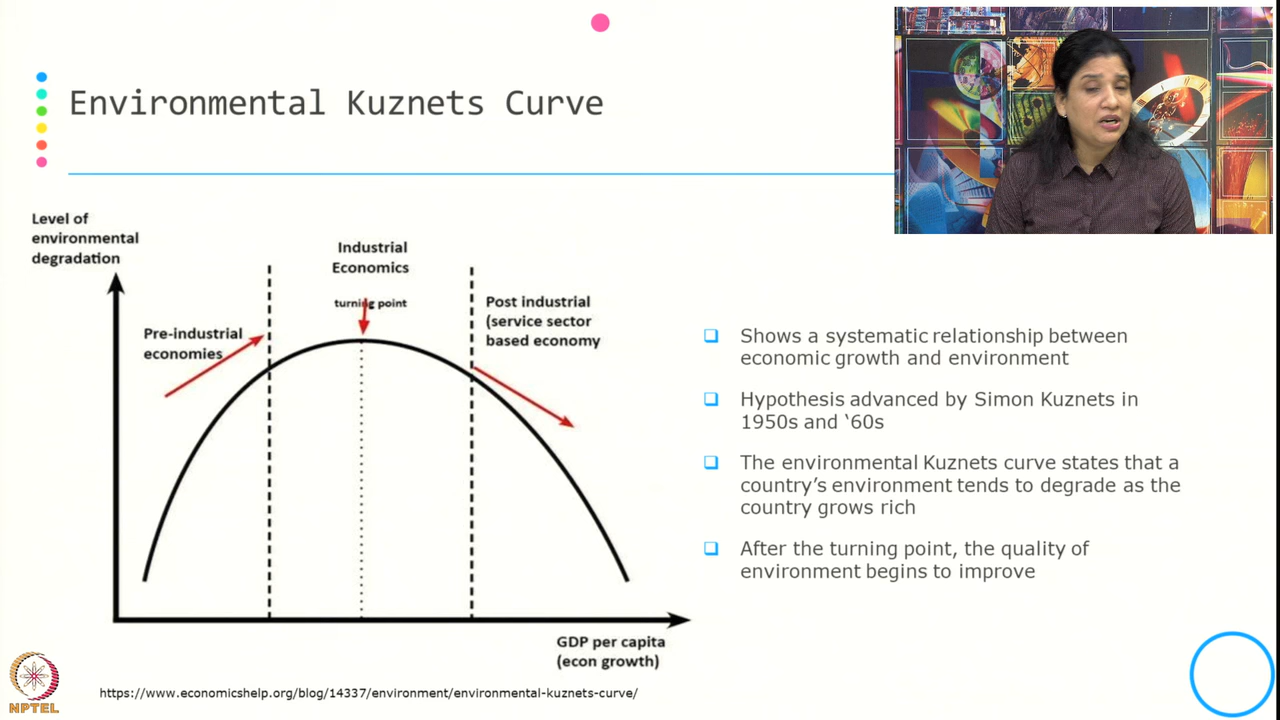 Environmental Kuznets Curve
Level of
environmental
degradation
Industrial
Economics
turning point
Pre-industrial
economies
Post industrial
(service sector
based economy
GDP per capita
(econ growth)
Shows a systematic relationship between
economic growth and environment
Hypothesis advanced by Simon Kuznets in
1950s and ‘60s
The environmental Kuznets curve states that a
country’s environment tends to degrade as the
country grows rich
After the turning point, the quality of
environment begins to improve
https://www.economicshelp.org/blog/14337/environment/environmental-kuznets-curve/
NPTEL